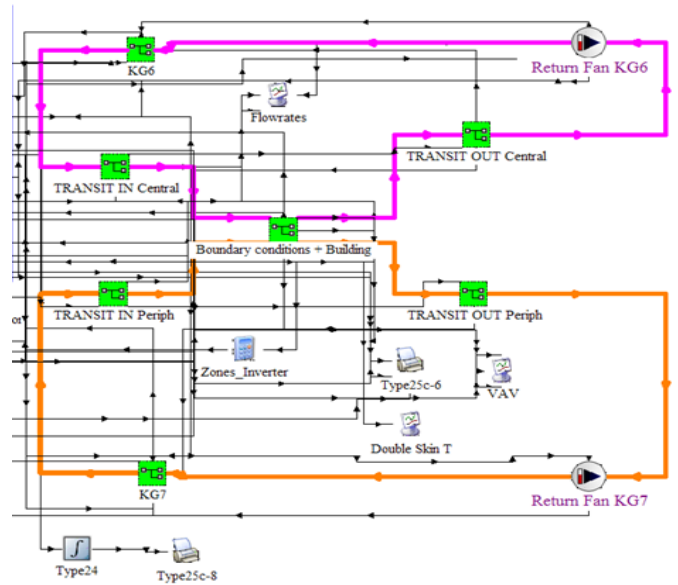 KG6
Return Fan KG6
Flowrates
TRANSIT OUT Central
TRANSIT IN Central
Boundary conditions + Building
TRANSIT IN Periph
TRANSIT OUT Periph
or
Zones_Inverter
Type25c-6
VAV
Double Skin T
KG7
Return Fan KG7
Type24
Type25c-8